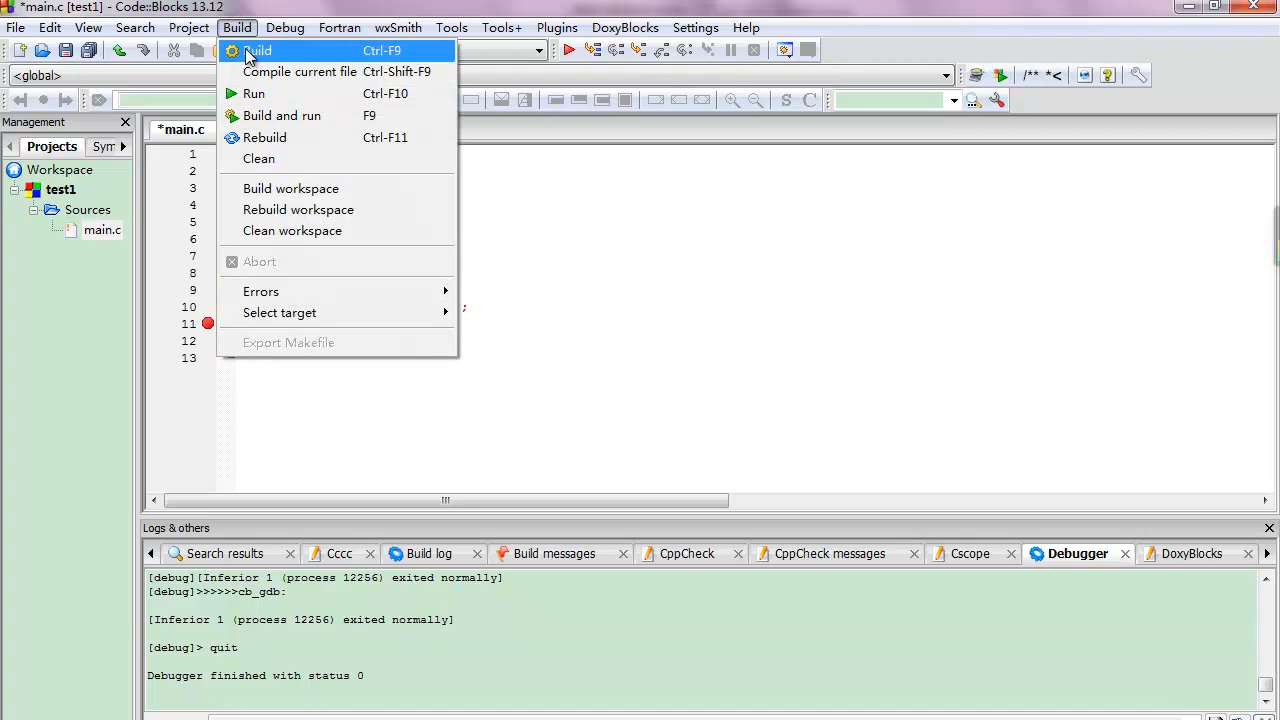 *main.c [test1] - Code::Blocks 13.12
File Edit View Search Project Build Debug Fortran wxSmith Tools Tools+ Plugins DoxyBlocks Settings Help
Build Ctrl-F9
<global>
Compile current file Ctrl-Shift-F9
/** *<
Run Ctrl-F10
S C
Build and run F9
Rebuild Ctrl-F11
Clean
Build workspace
Rebuild workspace
Clean workspace
Abort
Errors
Select target
Export Makefile
Management
Projects Sym
Workspace
test1
Sources
main.c
*main.c
1
2
3
4
5
6
7
8
9
10 ;
11
12
13
Logs & others
Search results Cccc Build log Build messages CppCheck CppCheck messages Cscope Debugger DoxyBlocks
[debug][Inferior 1 (process 12256) exited normally]
[debug]>>>>>>cb_gdb:
[Inferior 1 (process 12256) exited normally]
[debug]> quit
Debugger finished with status 0